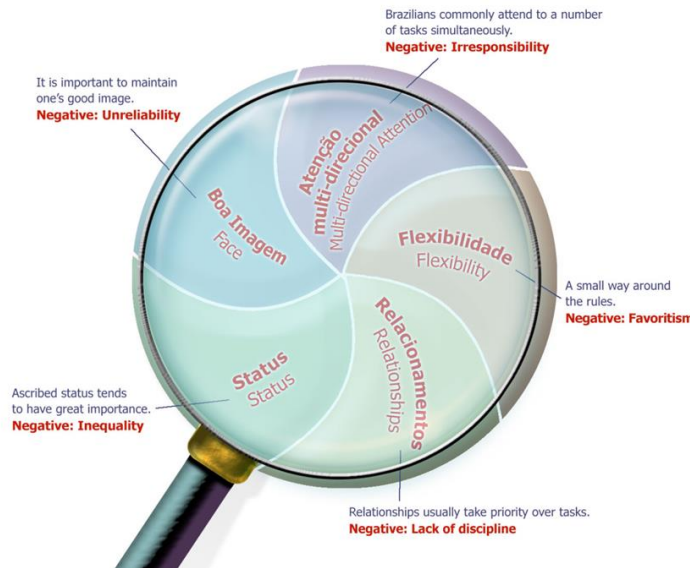 Brazilians commonly attend to a number
of tasks simultaneously.
Negative: Irresponsibility
It is important to maintain
one's good image.
Negative: Unreliability
Atenção
multi-direcional
Multi-directional Attention
Boa Imagem
Face
Flexibilidade
Flexibility
A small way around
the rules.
Negative: Favoritism
Relacionamentos
Relationships
Status
Status
Ascribed status tends
to have great importance.
Negative: Inequality
Relationships usually take priority over tasks.
Negative: Lack of discipline